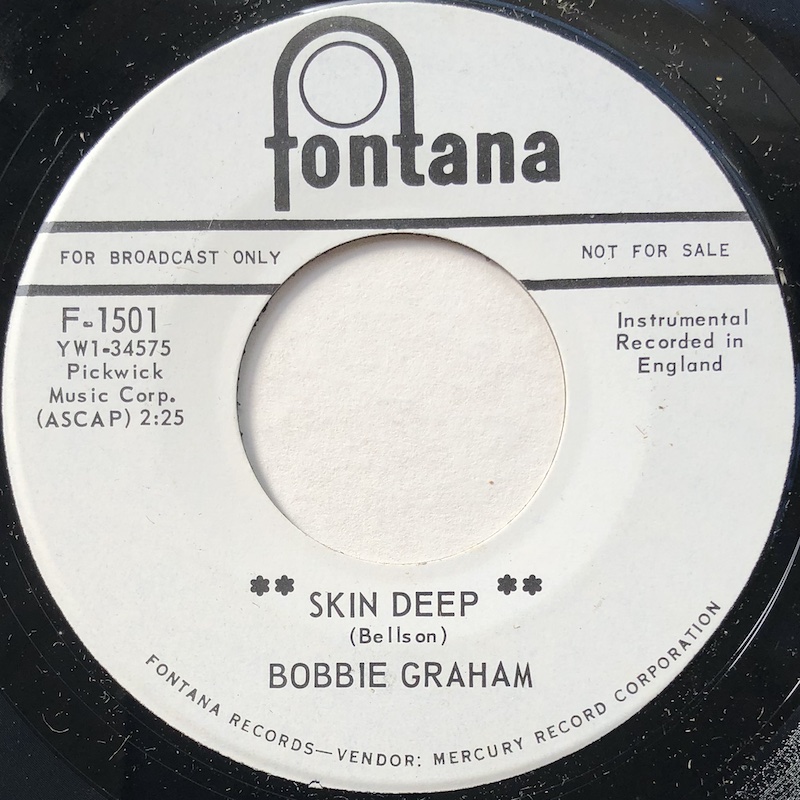 fontana
FOR BROADCAST ONLY
NOT FOR SALE
F-1501
YW1-34575
Pickwick
Music Corp.
(ASCAP) 2:25
Instrumental
Recorded in
England
** SKIN DEEP **
(Bellson)
BOBBIE GRAHAM
FONTANA RECORDS—VENDOR: MERCURY RECORD CORPORATION